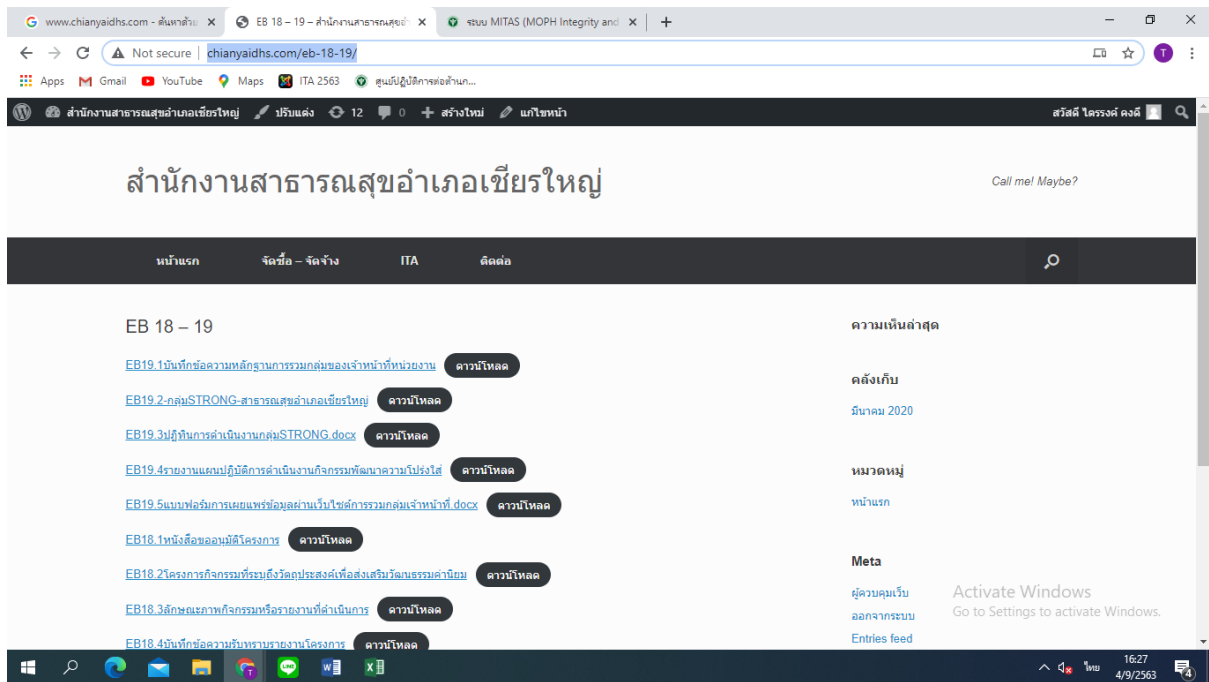 www.chianyaidhs.com - ค้นหาด้วย
EB 18 – 19 – สำนักงานสาธารณสุขอำ
ระบบ MITAS (MOPH Integrity and
Not secure | chianyaidhs.com/eb-18-19/
T
Apps Gmail YouTube Maps ITA 2563 ศูนย์ปฏิบัติการต่อต้านก...
สำนักงานสาธารณสุขอำเภอเชียรใหญ่ ปรับแต่ง 12 0 สร้างใหม่ แก้ไขหน้า สวัสดี ไตรรงค์ คงดี
สำนักงานสาธารณสุขอำเภอเชียรใหญ่
Call me! Maybe?
หน้าแรก จัดซื้อ – จัดจ้าง ITA ติดต่อ
EB 18 – 19
EB19.1บันทึกข้อความหลักฐานการรวมกลุ่มของเจ้าหน้าที่หน่วยงาน ดาวน์โหลด
EB19.2-กลุ่มSTRONG-สาธารณสุขอำเภอเชียรใหญ่ ดาวน์โหลด
EB19.3ปฏิทินการดำเนินงานกลุ่มSTRONG.docx ดาวน์โหลด
EB19.4รายงานแผนปฏิบัติการดำเนินงานกิจกรรมพัฒนาความโปร่งใส่ ดาวน์โหลด
EB19.5แบบฟอร์มการเผยแพร่ข้อมูลผ่านเว็บไซต์การรวมกลุ่มเจ้าหน้าที่.docx ดาวน์โหลด
EB18.1หนังสือขออนุมัติโครงการ ดาวน์โหลด
EB18.2โครงการกิจกรรมที่ระบุถึงวัตถุประสงค์เพื่อส่งเสริมวัฒนธรรมค่านิยม ดาวน์โหลด
EB18.3ลักษณะภาพกิจกรรมหรือรายงานที่ดำเนินการ ดาวน์โหลด
EB18.4บันทึกข้อความรับทราบรายงานโครงการ ดาวน์โหลด
ความเห็นล่าสุด
คลังเก็บ
มีนาคม 2020
หมวดหมู่
หน้าแรก
Meta
ผู้ควบคุมเว็บ
ออกจากระบบ
Entries feed
Activate Windows
Go to Settings to activate Windows.
ไทย
16:27
4/9/2563
4